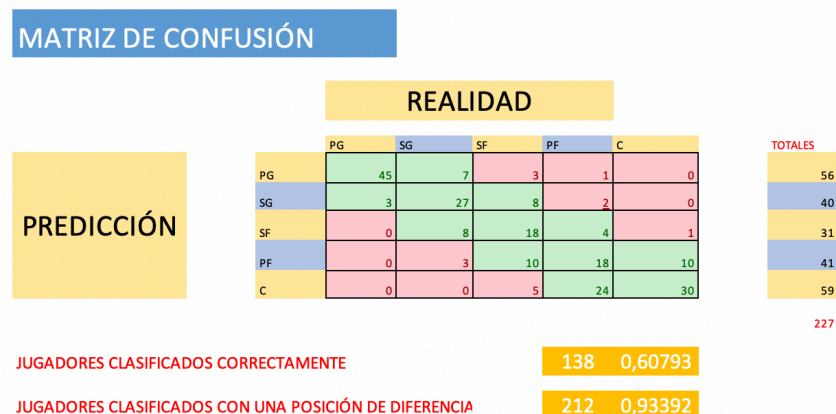 MATRIZ DE CONFUSIÓN
REALIDAD
PG SG SF PF C TOTALES
PG 45 7 3 1 0 56
SG 3 27 8 2 0 40
PREDICCIÓN
SF 0 8 18 4 1 31
PF 0 3 10 18 10 41
C 0 0 5 24 30 59
227
JUGADORES CLASIFICADOS CORRECTAMENTE 138 0,60793
JUGADORES CLASIFICADOS CON UNA POSICIÓN DE DIFERENCIA 212 0,93392